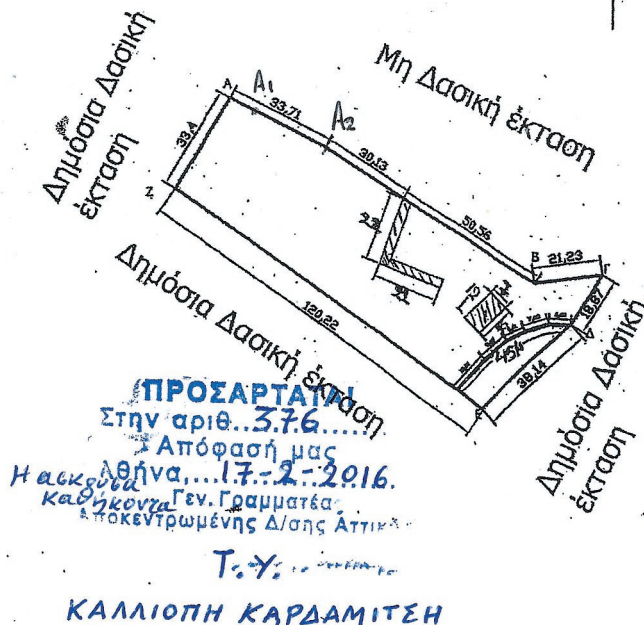 Δημόσια Δασική
έκταση
Μη Δασική έκταση
Α
Α1
Α2
33,71
33,4
30,13
50,56
Β
21,23
Γ
18,87
Ζ
120,22
38,14
Ε
Δημόσια Δασική έκταση
Δημόσια Δασική
έκταση
ΠΡΟΣΑΡΤΑΤΑΙ
Στην αριθ..376......
Απόφασή μας
Αθήνα,...17-2-2016.
Η ασκούσα
καθήκοντα Γεν. Γραμματέα
Αποκεντρωμένης Δ/σης Αττικ
Τ.Υ.
ΚΑΛΛΙΟΠΗ ΚΑΡΔΑΜΙΤΣΗ